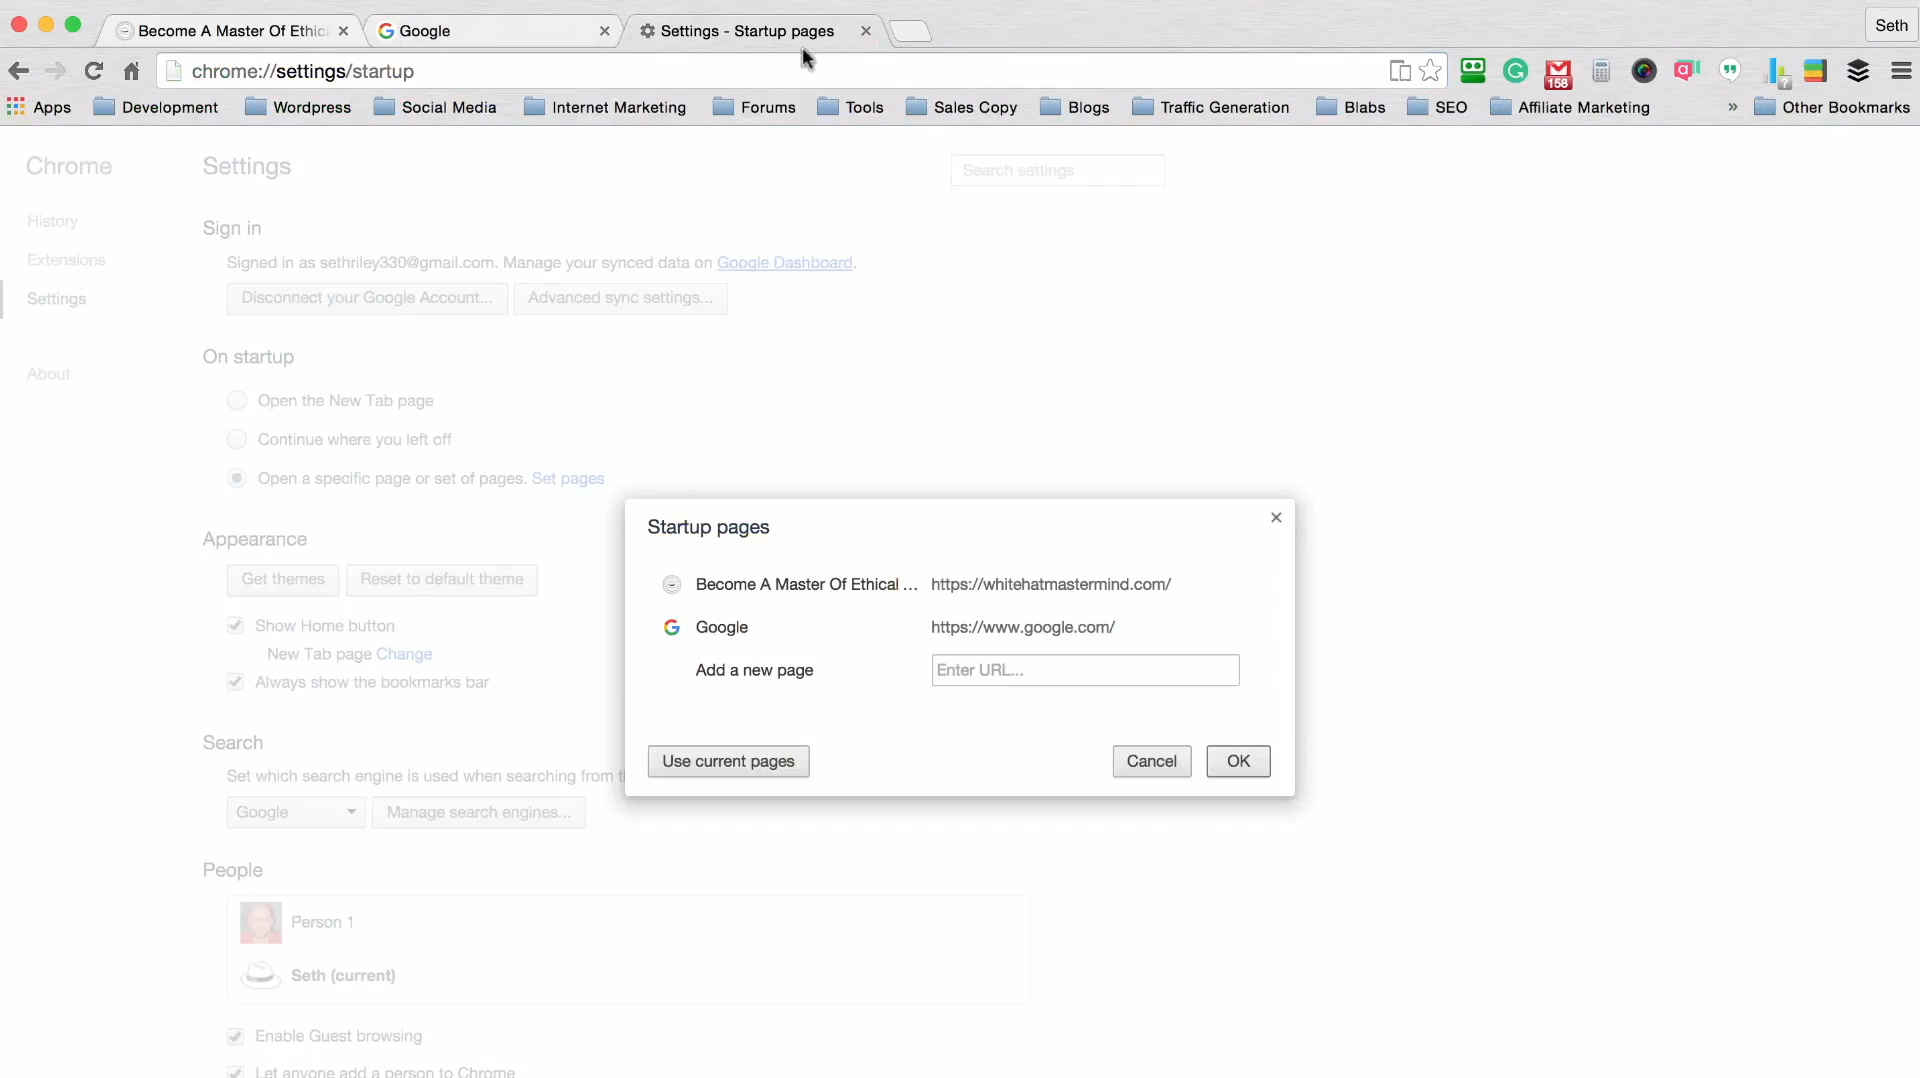 Become A Master Of Ethic
Google
Settings - Startup pages
Seth
chrome://settings/startup
158
Apps
Development
Wordpress
Social Media
Internet Marketing
Forums
Tools
Sales Copy
Blogs
Traffic Generation
Blabs
SEO
Affiliate Marketing
»
Other Bookmarks
Chrome
Settings
Search settings
History
Extensions
Settings
About
Sign in
Signed in as sethriley330@gmail.com. Manage your synced data on Google Dashboard.
Disconnect your Google Account...
Advanced sync settings...
On startup
Open the New Tab page
Continue where you left off
Open a specific page or set of pages. Set pages
Appearance
Get themes
Reset to default theme
Show Home button
New Tab page Change
Always show the bookmarks bar
Search
Set which search engine is used when searching from
Google
Manage search engines...
People
Person 1
Seth (current)
Enable Guest browsing
Let anyone add a person to Chrome
Startup pages
Become A Master Of Ethical ... https://whitehatmastermind.com/
Google https://www.google.com/
Add a new page Enter URL...
Use current pages
Cancel
OK